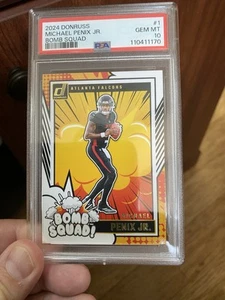 2024 DONRUSS #1
MICHAEL PENIX JR. GEM MT
BOMB SQUAD 10
PSA 110411170
ATLANTA FALCONS
PENIX JR.
THE
BOMB
SQUAD!